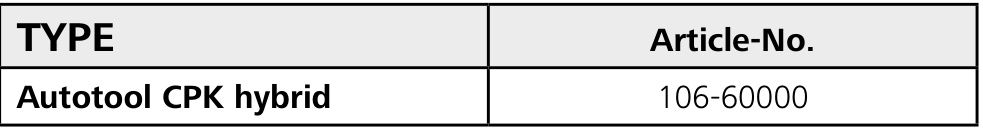 TYPE Article-No.
Autotool CPK hybrid 106-60000